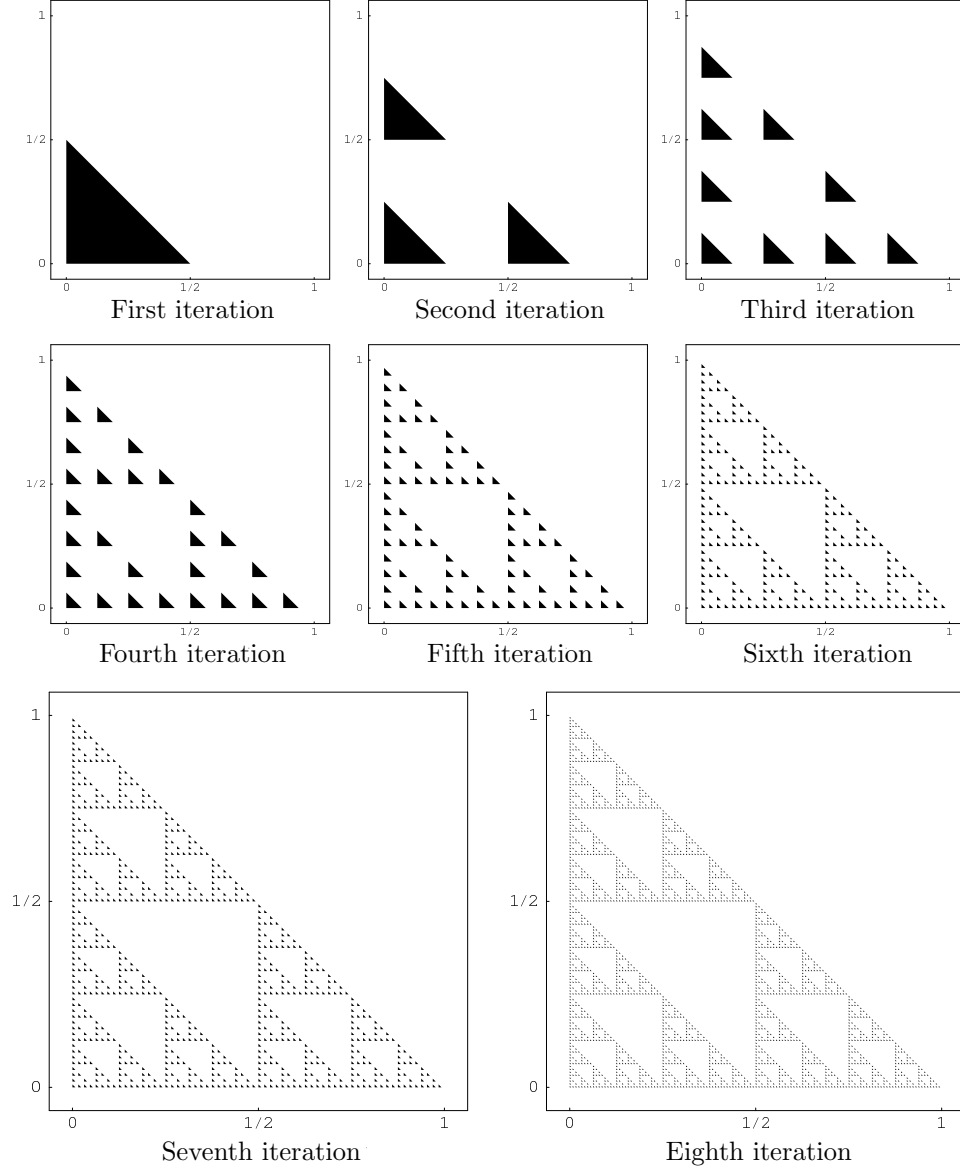 1 1 1
1/2 1/2 1/2
0 0 0
0 1/2 1 0 1/2 1 0 1/2 1
First iteration Second iteration Third iteration
1 1 1
1/2 1/2 1/2
0 0 0
0 1/2 1 0 1/2 1 0 1/2 1
Fourth iteration Fifth iteration Sixth iteration
1 1
1/2 1/2
0 0
0 1/2 1 0 1/2 1
Seventh iteration Eighth iteration